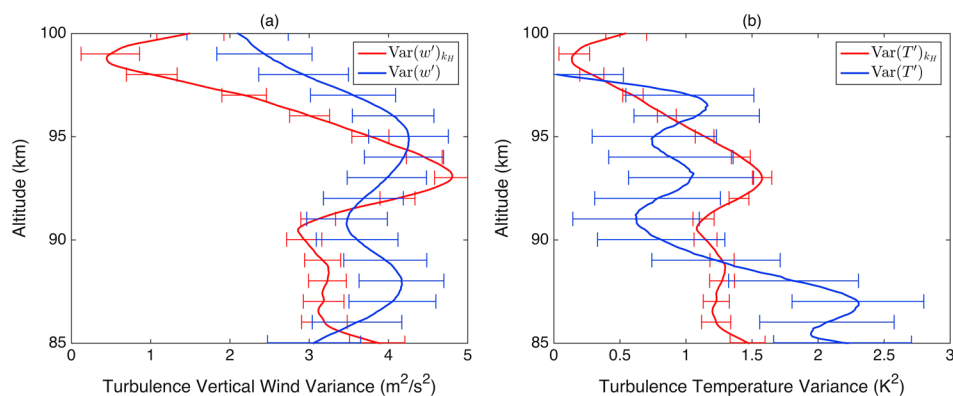 (a)
100
95
90
85
Altitude (km)
0 1 2 3 4 5
Turbulence Vertical Wind Variance (m²/s²)
Var(w′)k_H
Var(w′)
(b)
100
95
90
85
Altitude (km)
0 0.5 1 1.5 2 2.5 3
Turbulence Temperature Variance (K²)
Var(T′)k_H
Var(T′)